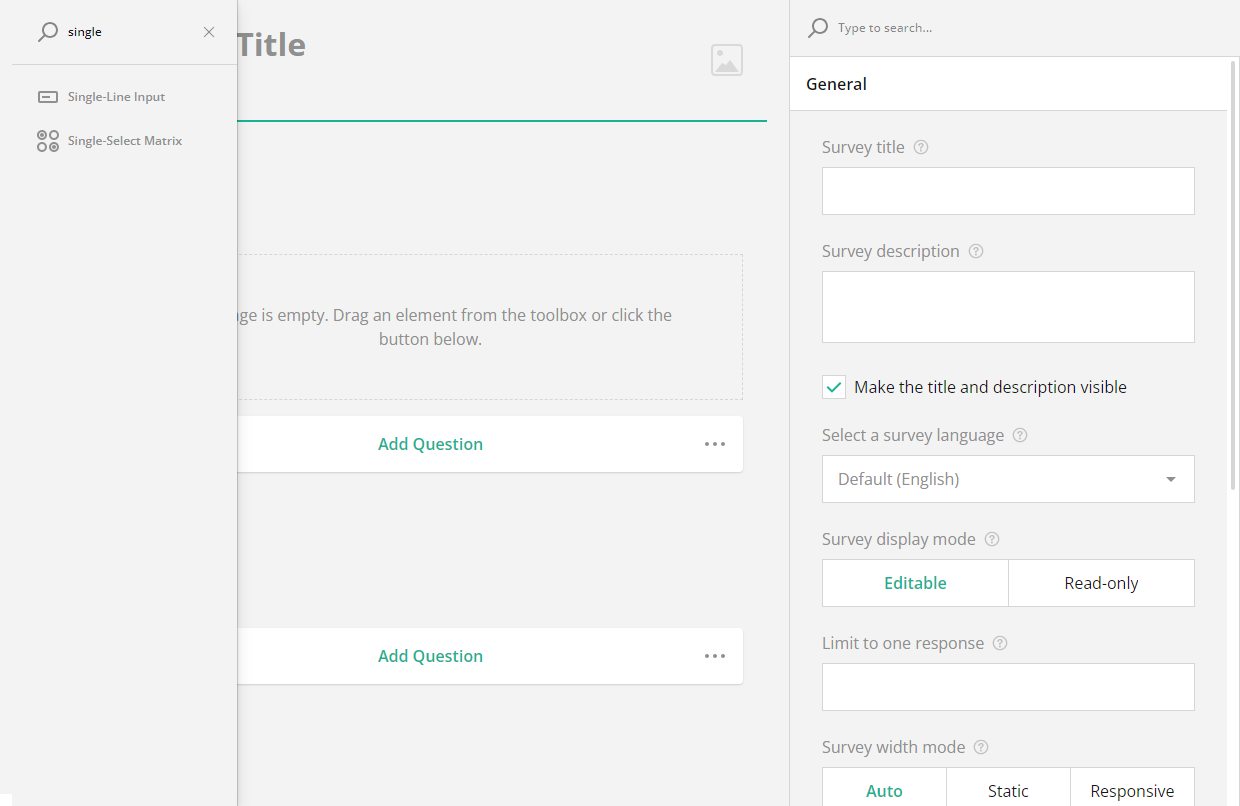 single
Single-Line Input
Single-Select Matrix
Title
ge is empty. Drag an element from the toolbox or click the
button below.
Add Question
Add Question
Type to search...
General
Survey title
Survey description
Make the title and description visible
Select a survey language
Default (English)
Survey display mode
Editable Read-only
Limit to one response
Survey width mode
Auto Static Responsive